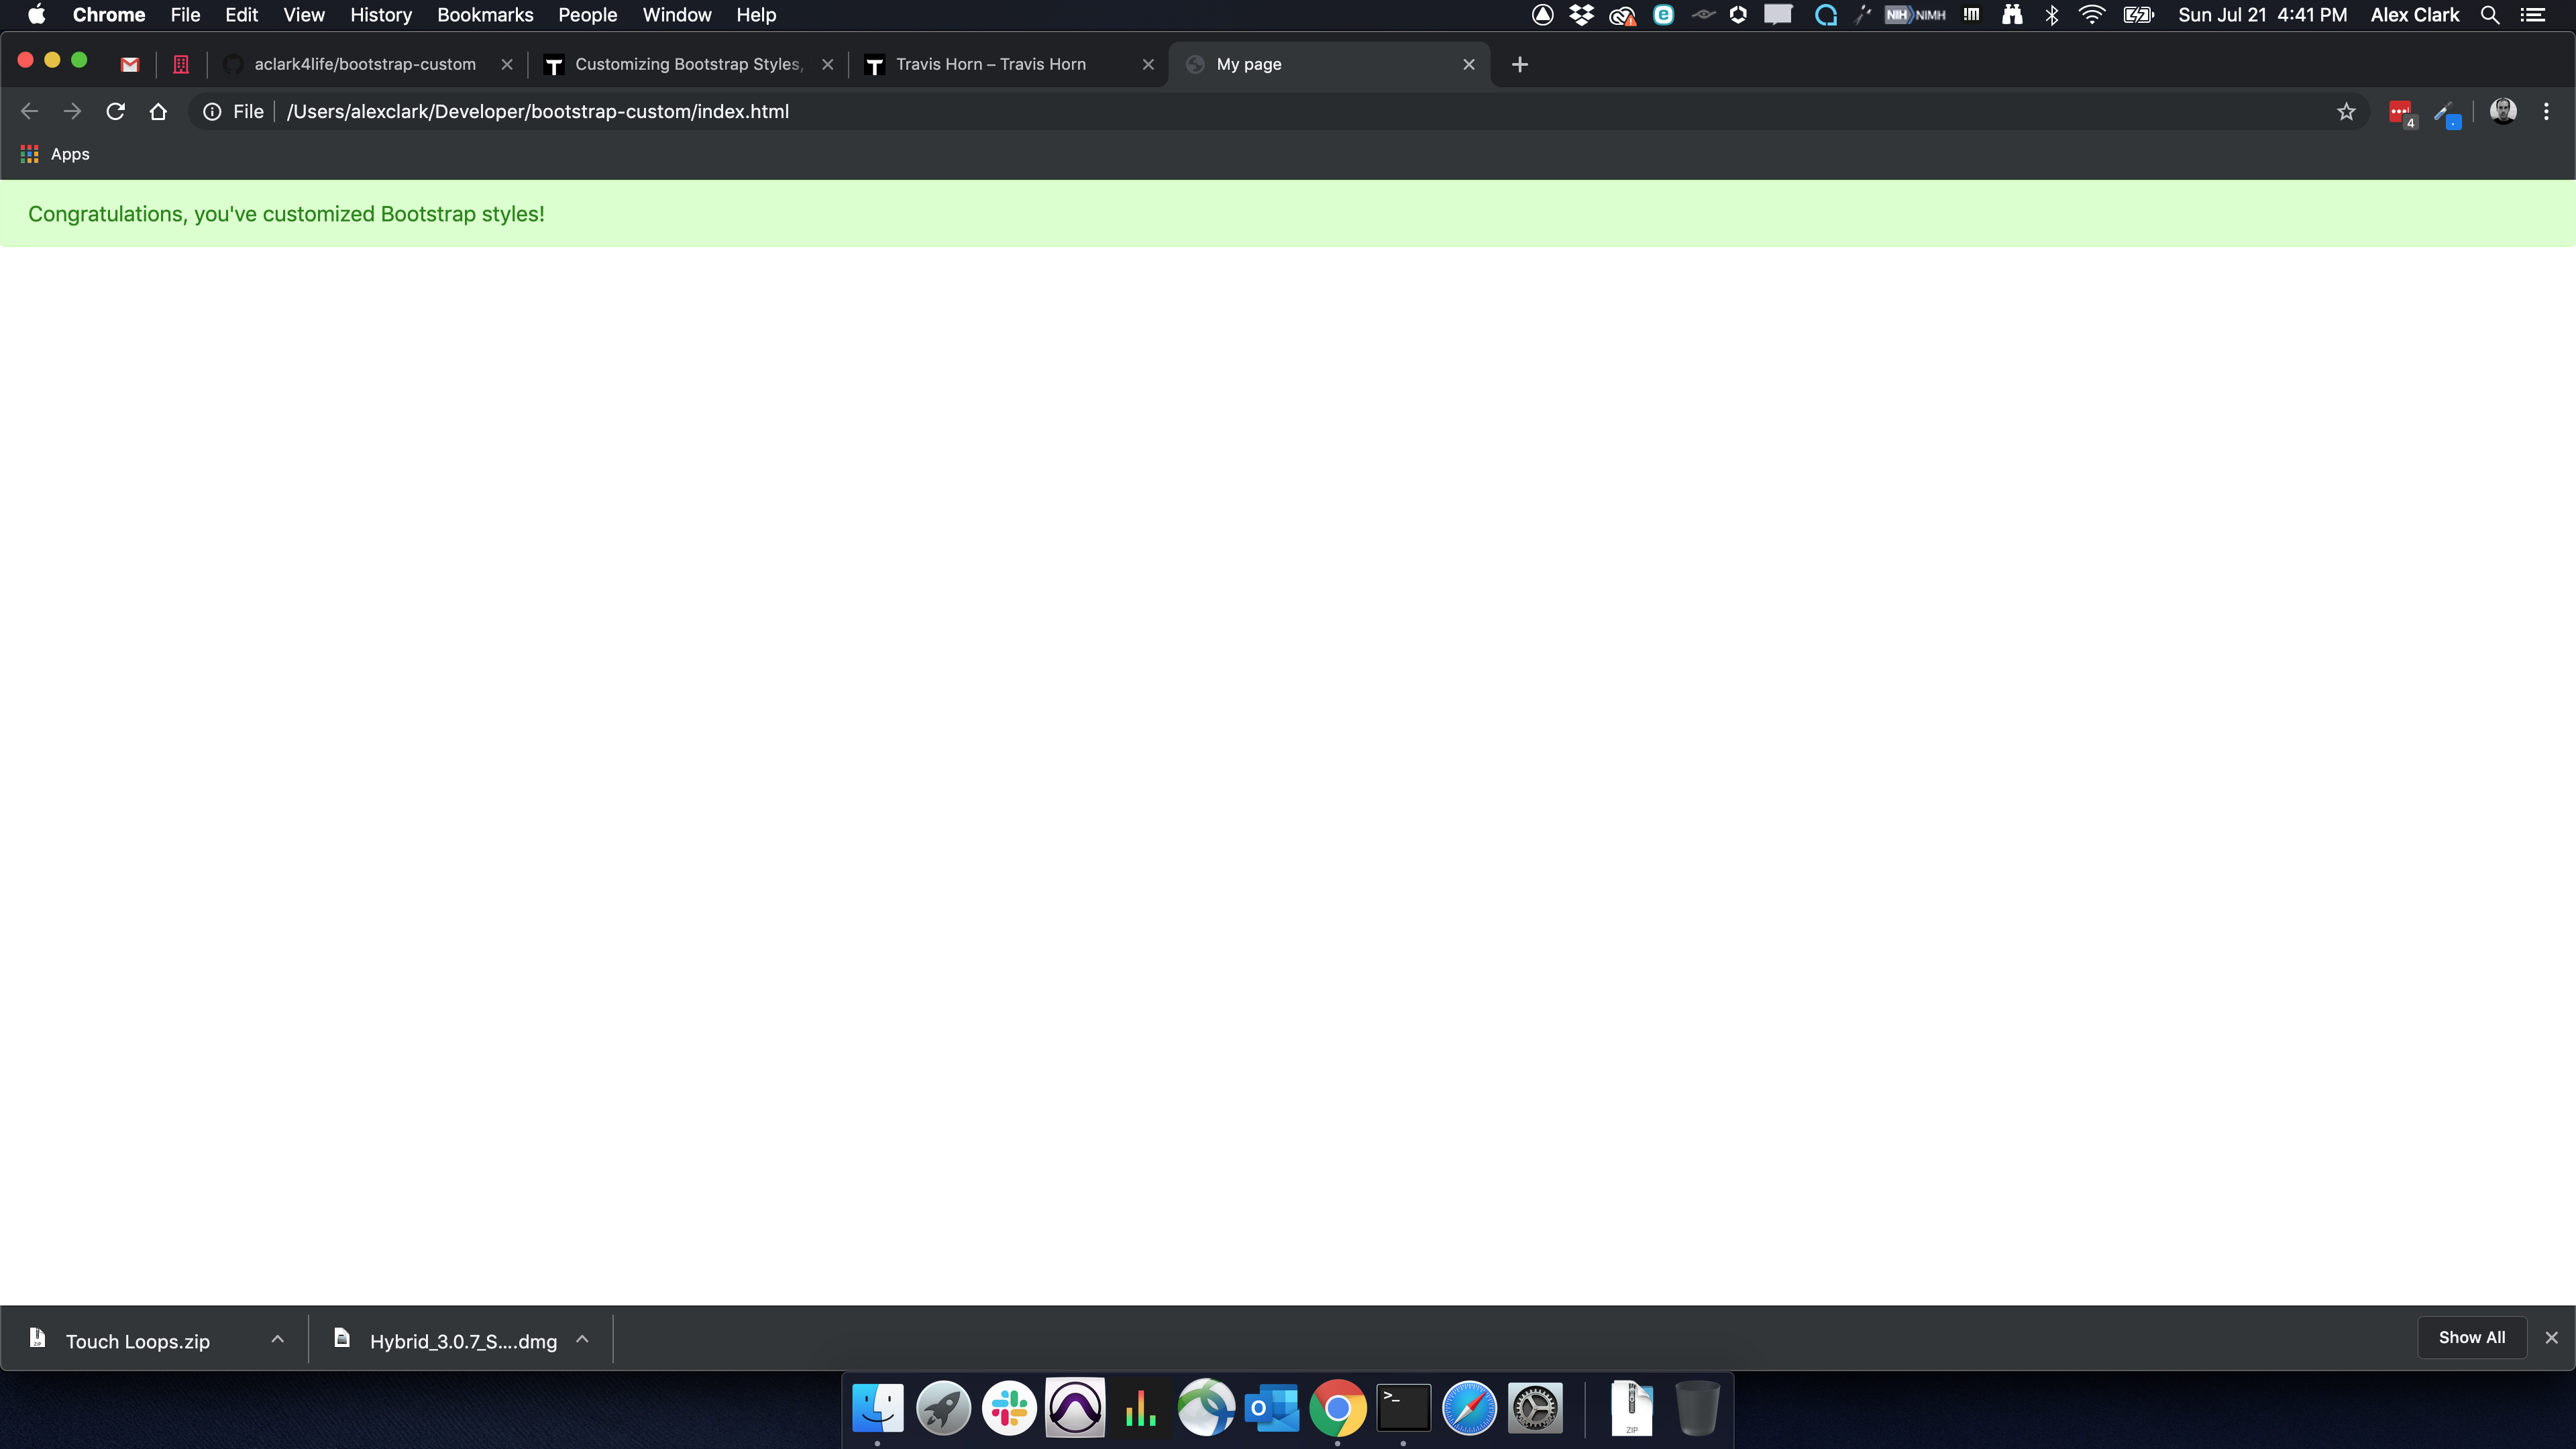 Chrome File Edit View History Bookmarks People Window Help NIH NIMH Sun Jul 21 4:41 PM Alex Clark
aclark4life/bootstrap-custom Customizing Bootstrap Styles, Travis Horn – Travis Horn My page
File /Users/alexclark/Developer/bootstrap-custom/index.html 4
Apps
Congratulations, you've customized Bootstrap styles!
Touch Loops.zip Hybrid_3.0.7_S....dmg Show All
ZIP